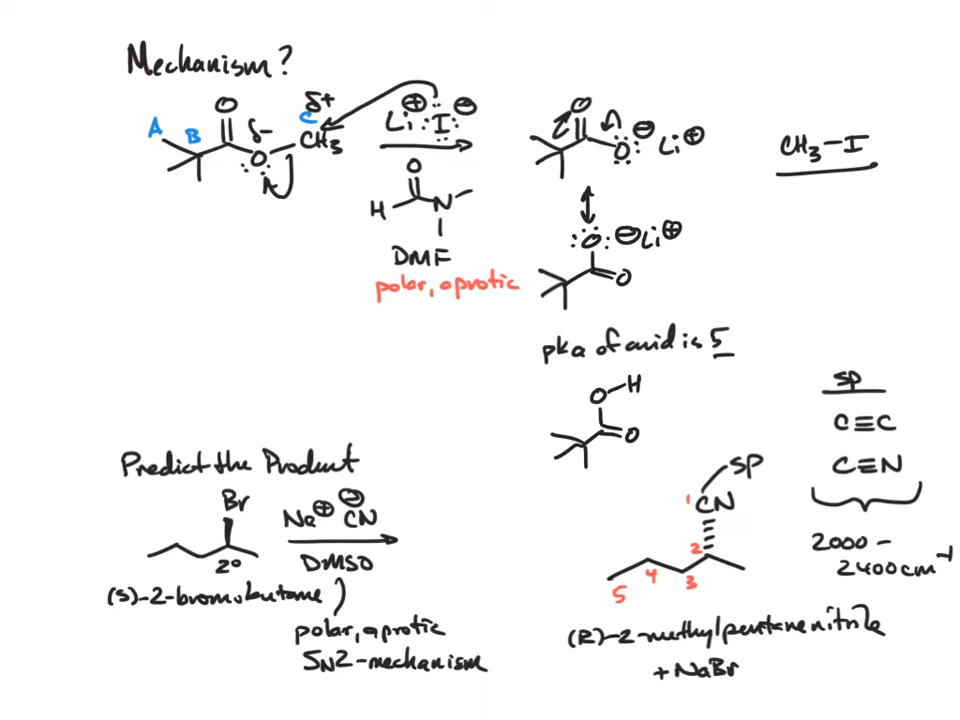 Mechanism?
A
B
O
δ-
O
δ+
C
CH₃
Li⊕ I⊖
O
H
N
DMF
polar, aprotic
O
O⊖ Li⊕
O⊖Li⊕
O
CH₃-I
pka of acid is 5
O-H
O
sp
C≡C
C≡N
2000 -
2400cm⁻¹
Predict the Product
Br
2°
Na⊕ ⊖CN
DMSO
(S)-2-bromobutane
polar, aprotic
SN2-mechanism
SP
1 CN
2
3
4
5
(R)-2-methylpentanenitrile
+ NaBr